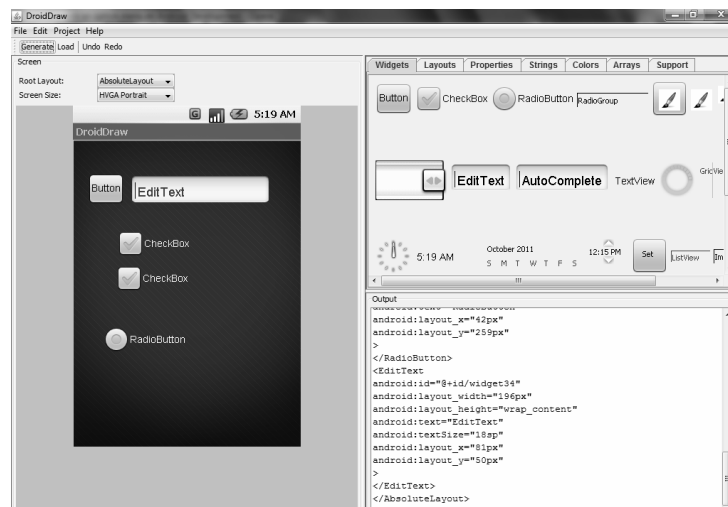 DroidDraw
File Edit Project Help
Generate Load Undo Redo
Screen
Root Layout: AbsoluteLayout
Screen Size: HVGA Portrait
G 5:19 AM
DroidDraw
Button EditText
CheckBox
CheckBox
RadioButton
Widgets Layouts Properties Strings Colors Arrays Support
Button CheckBox RadioButton RadioGroup
EditText AutoComplete TextView GridVie
5:19 AM October 2011 12:15 PM Set ListView Im
S M T W T F S
Output
android:layout_x="42px"
android:layout_y="259px"
>
</RadioButton>
<EditText
android:id="@+id/widget34"
android:layout_width="196px"
android:layout_height="wrap_content"
android:text="EditText"
android:textSize="18sp"
android:layout_x="81px"
android:layout_y="50px"
>
</EditText>
</AbsoluteLayout>